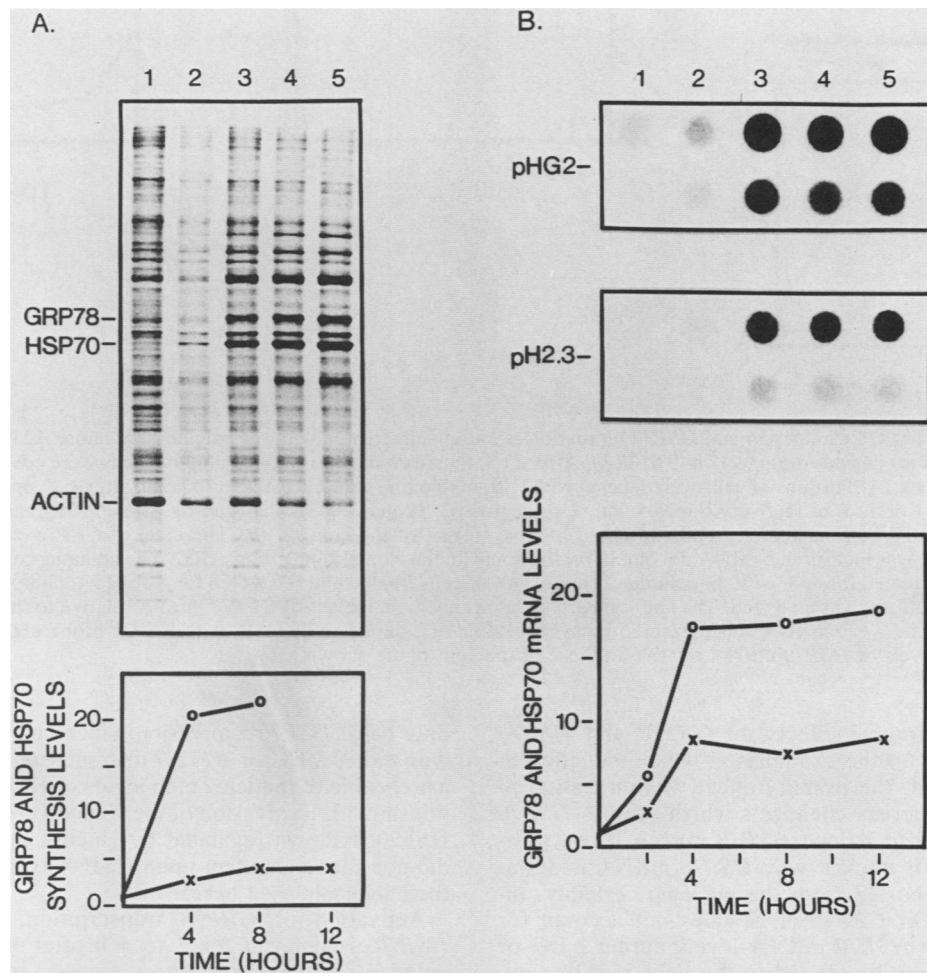 A.
1 2 3 4 5
GRP78
HSP70
ACTIN
GRP78 AND HSP70
SYNTHESIS LEVELS
20
10
0
4 8 12
TIME (HOURS)
B.
1 2 3 4 5
pHG2
pH2.3
GRP78 AND HSP70 mRNA LEVELS
20
10
0
4 8 12
TIME (HOURS)